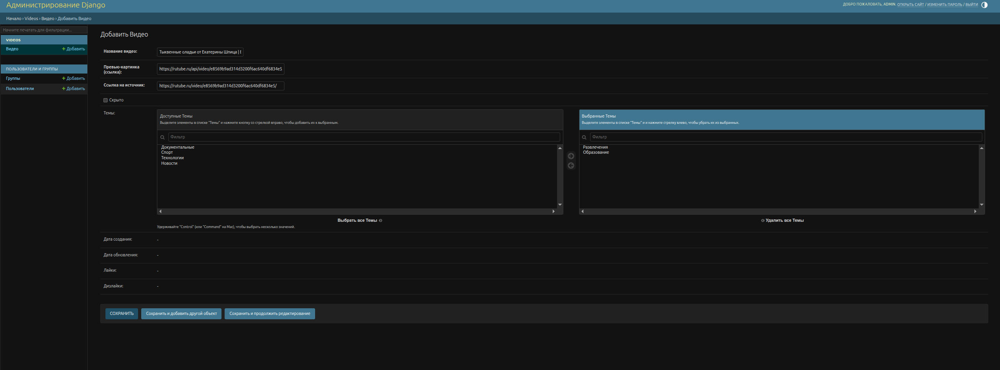 Администрирование Django
ДОБРО ПОЖАЛОВАТЬ, ADMIN. ОТКРЫТЬ САЙТ / ИЗМЕНИТЬ ПАРОЛЬ / ВЫЙТИ
Начало › Videos › Видео › Добавить Видео
Начните печатать для фильтрации...
VIDEOS
Видео
Добавить
ПОЛЬЗОВАТЕЛИ И ГРУППЫ
Группы
Добавить
Пользователи
Добавить
Добавить Видео
Название видео:
Тыквенные оладьи от Екатерины Шпица |
Превью-картинка
(ссылка):
https://rutube.ru/api/video/e8569b9ad314d3200f6ac640df6834e5
Ссылка на источник:
https://rutube.ru/video/e8569b9ad314d3200f6ac640df6834e5/
Скрыто
Темы:
Доступные Темы
Выделите элементы в списке "Темы" и нажмите кнопку со стрелкой вправо, чтобы добавить их к выбранным.
Фильтр
Документальные
Спорт
Технологии
Новости
Выбрать все Темы
Удерживайте "Control" (или "Command" на Mac), чтобы выбрать несколько значений.
Выбранные Темы
Выделите элементы в списке "Темы" и и нажмите стрелку влево, чтобы убрать их из выбранных.
Фильтр
Развлечения
Образование
Удалить все Темы
Дата создания:
-
Дата обновления:
-
Лайки:
-
Дизлайки:
-
СОХРАНИТЬ
Сохранить и добавить другой объект
Сохранить и продолжить редактирование